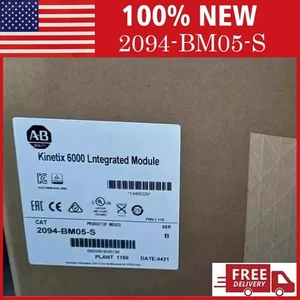 100% NEW
2094-BM05-S
AB
Kinetix 6000 Lntegrated Module
CAT
PRODUCT OF MEXICO
SER
2094-BM05-S
B
PLANT 1150
DATE:4421
FREE
DELIVERY